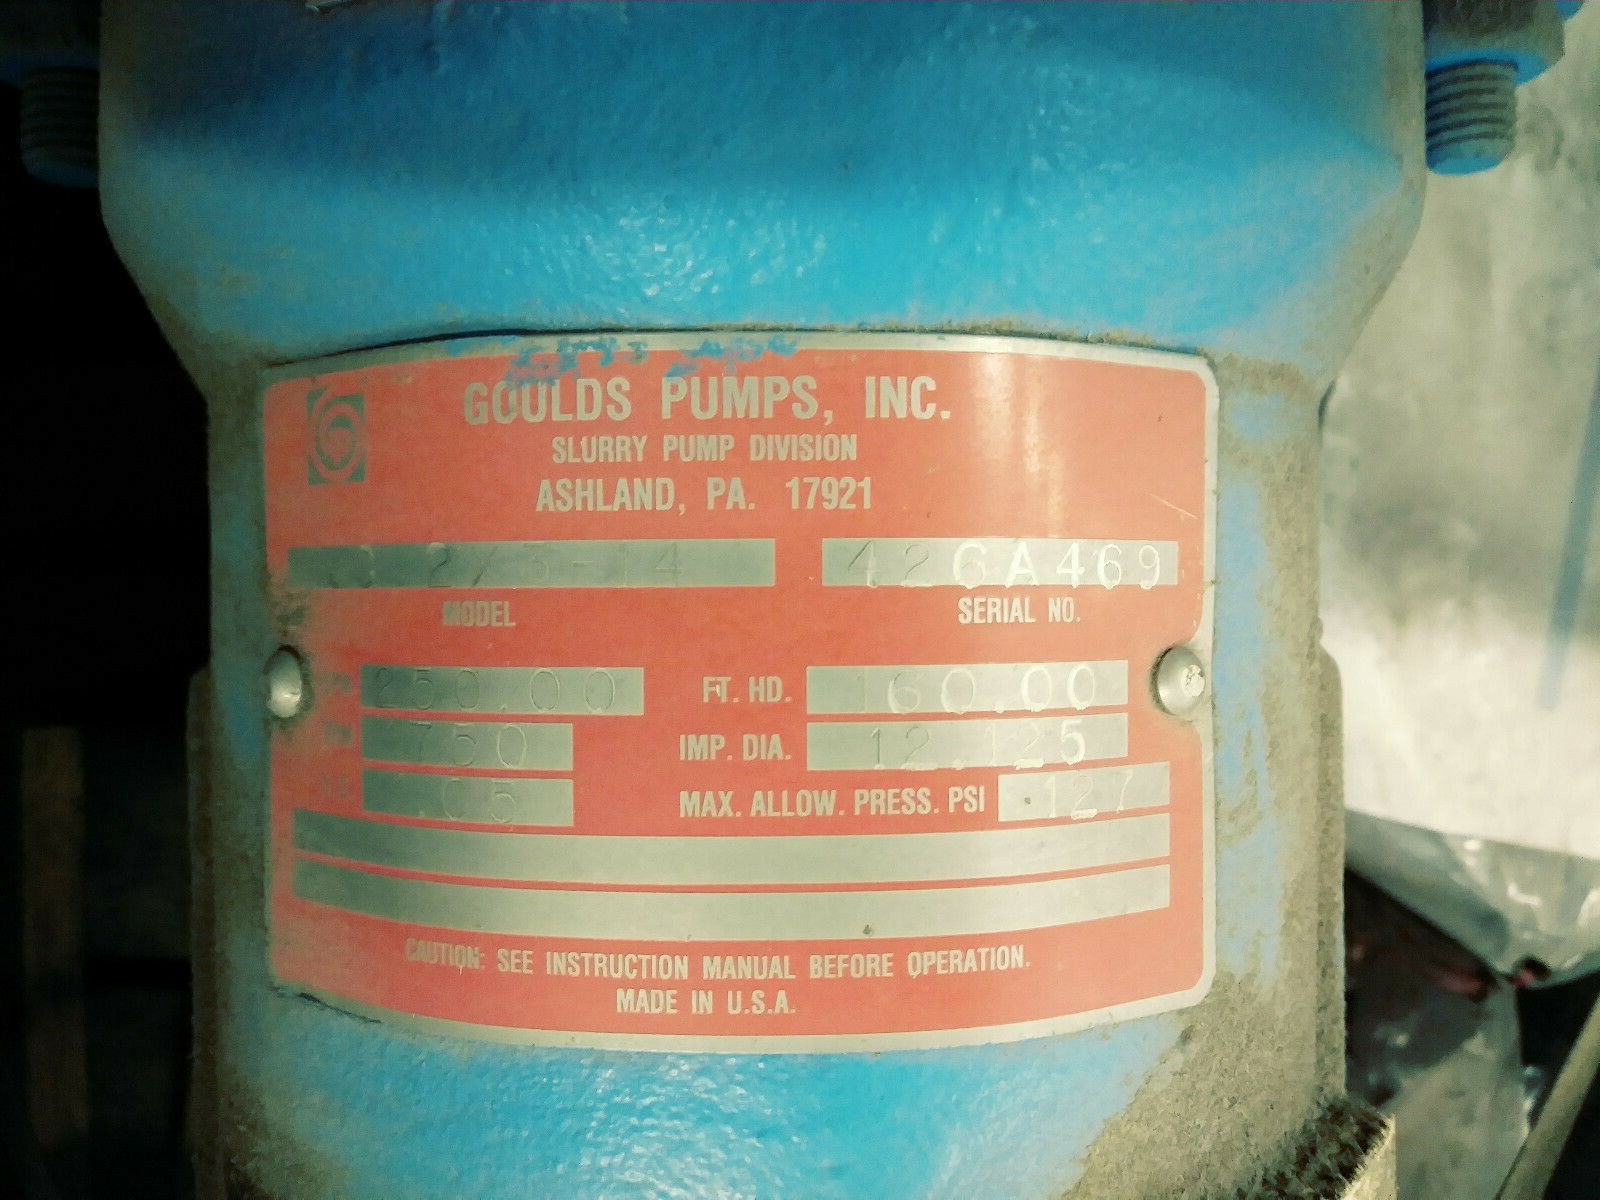 GOULDS PUMPS, INC.
SLURRY PUMP DIVISION
ASHLAND, PA. 17921
2X3-14 426A469
MODEL SERIAL NO.
250.00 FT. HD. 160.00
750 IMP. DIA. 12.125
.05 MAX. ALLOW. PRESS. PSI 127
CAUTION: SEE INSTRUCTION MANUAL BEFORE OPERATION.
MADE IN U.S.A.